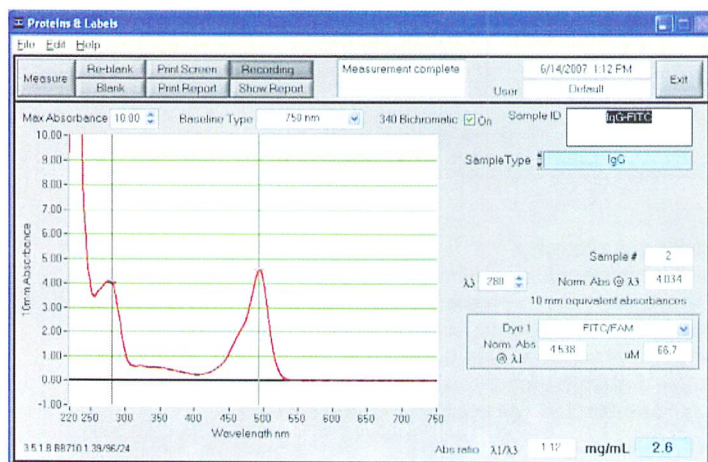 Proteins & Labels
File Edit Help
Measure
Re-blank
Print Screen
Recording
Blank
Print Report
Show Report
Measurement complete
6/14/2007 1:12 PM
User
Default
Exit
Max Absorbance 10.00
Baseline Type
750 nm
340 Bichromatic On
Sample ID
IgG-FITC
Sample Type
IgG
10.00
9.00
8.00
7.00
6.00
5.00
4.00
3.00
2.00
1.00
0.00
-1.00
10mm Absorbance
220 250 300 350 400 450 500 550 600 650 700 750
Wavelength nm
Sample # 2
λ3 280
Norm. Abs @ λ3 4.034
10 mm equivalent absorbances
Dye 1 FITC/FAM
Norm. Abs @ λ1 4.538
uM 66.7
Abs ratio λ1/λ3 1.12
mg/mL 2.6